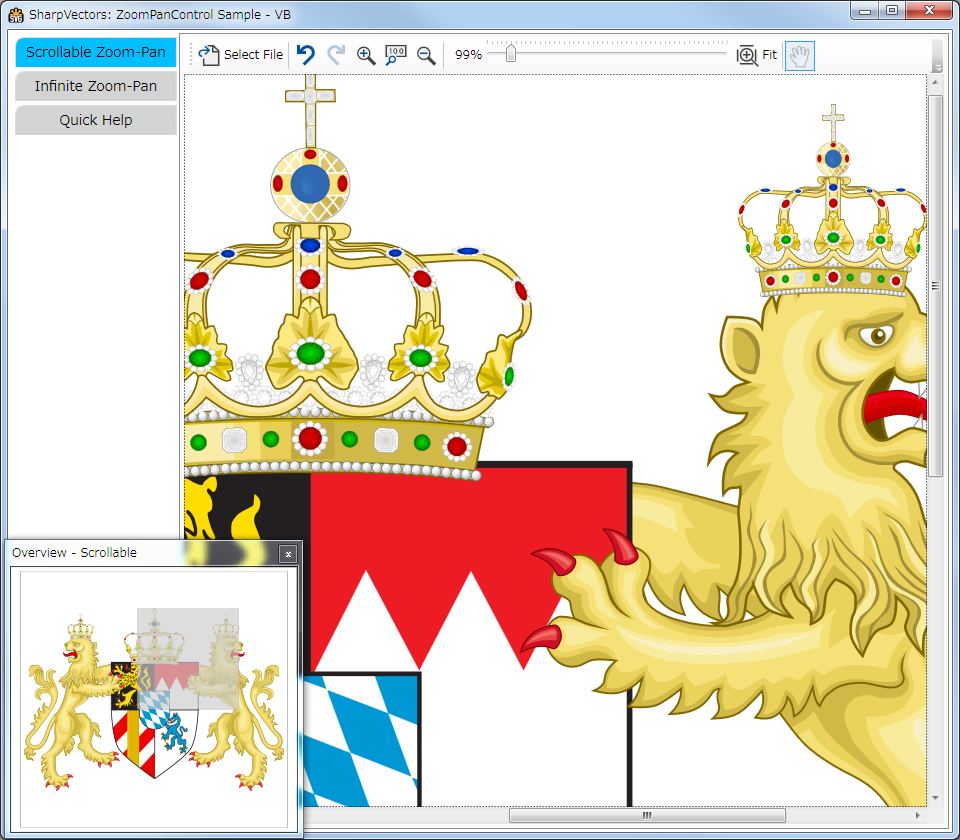 SharpVectors: ZoomPanControl Sample - VB
Scrollable Zoom-Pan
Infinite Zoom-Pan
Quick Help
Select File
100
99%
Fit
Overview - Scrollable
x